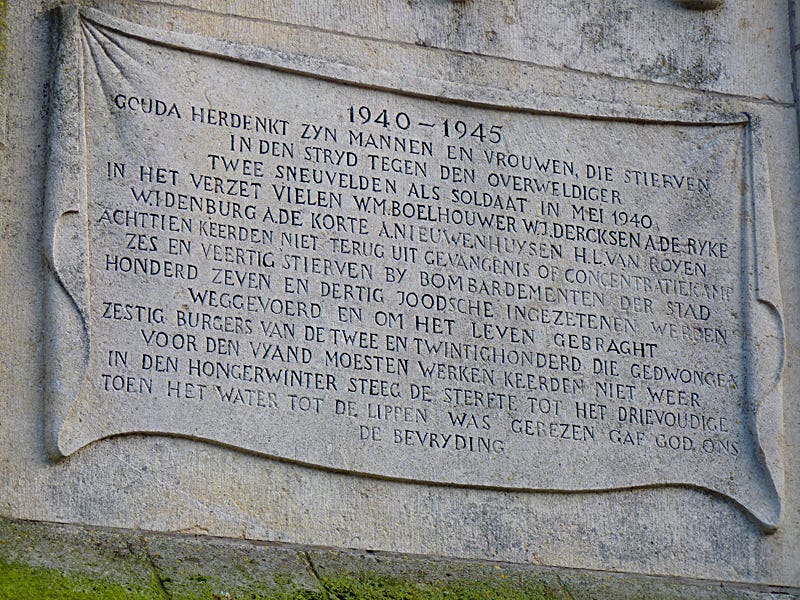 1940-1945
GOUDA HERDENKT ZYN MANNEN EN VROUWEN, DIE STIERVEN
IN DEN STRYD TEGEN DEN OVERWELDIGER
TWEE SNEUVELDEN ALS SOLDAAT IN MEI 1940
IN HET VERZET VIELEN W.M.BOELHOUWER W.J.DERCKSEN A.DE RYKE
W.IDENBURG A.DE KORTE A.NIEUWENHUYSEN H.L.VAN ROYEN
ACHTTIEN KEERDEN NIET TERUG UIT GEVANGENIS OF CONCENTRATIEKAMP
ZES EN VEERTIG STIERVEN BY BOMBARDEMENTEN DER STAD
HONDERD ZEVEN EN DERTIG JOODSCHE INGEZETENEN WERDEN
WEGGEVOERD EN OM HET LEVEN GEBRAGHT
ZESTIG BURGERS VAN DE TWEE EN TWINTIGHONDERD DIE GEDWONGEN
VOOR DEN VYAND MOESTEN WERKEN KEERDEN NIET WEER
IN DEN HONGERWINTER STEEG DE STERFTE TOT HET DRIEVOUDIGE
TOEN HET WATER TOT DE LIPPEN WAS GEREZEN GAF GOD ONS
DE BEVRYDING